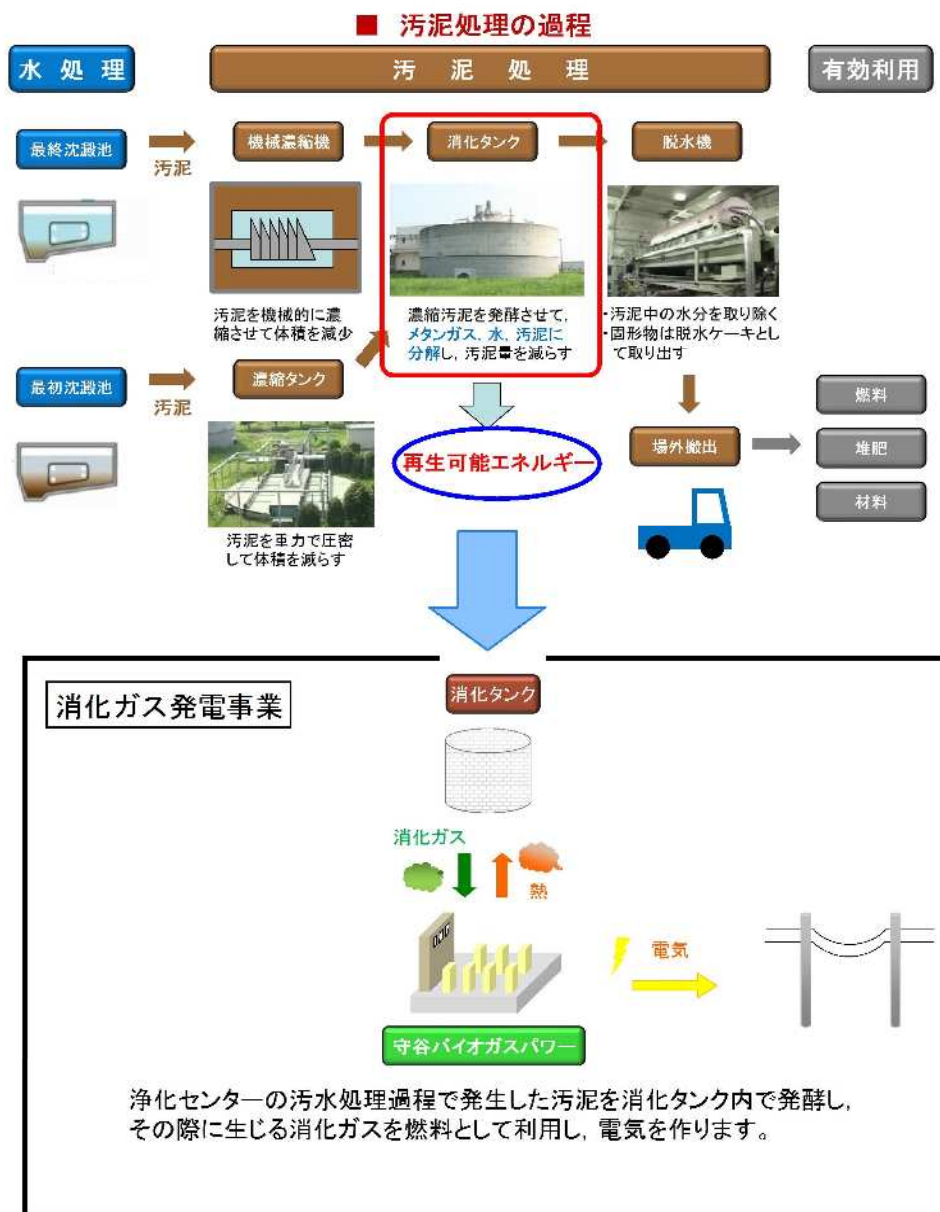 ■ 汚泥処理の過程
水処理
汚泥処理
有効利用
最終沈澱池
汚泥
機械濃縮機
消化タンク
脱水機
汚泥を機械的に濃
縮させて体積を減少
濃縮汚泥を発酵させて,
メタンガス, 水, 汚泥に
分解し, 汚泥量を減らす
・汚泥中の水分を取り除く
・固形物は脱水ケーキとし
て取り出す
最初沈澱池
汚泥
濃縮タンク
汚泥を重力で圧密
して体積を減らす
再生可能エネルギー
場外搬出
燃料
堆肥
材料
消化ガス発電事業
消化タンク
消化ガス
熱
電気
守谷バイオガスパワー
浄化センターの汚水処理過程で発生した汚泥を消化タンク内で発酵し,
その際に生じる消化ガスを燃料として利用し, 電気を作ります。